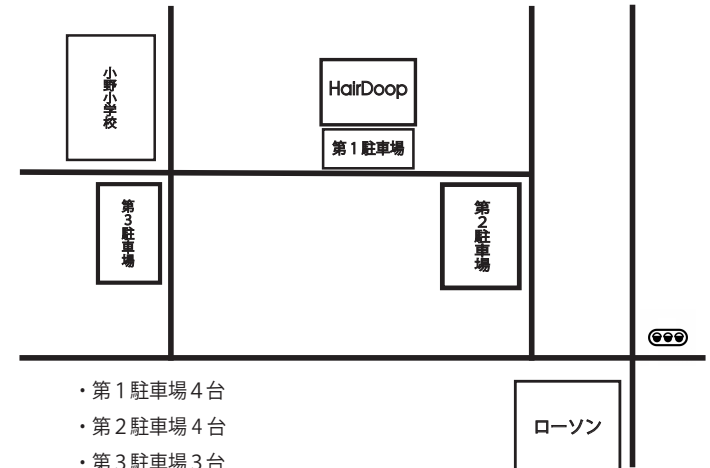 小野小学校
HairDoop
第1駐車場
第3駐車場
第2駐車場
・第1駐車場4台
・第2駐車場4台
・第3駐車場3台
ローソン